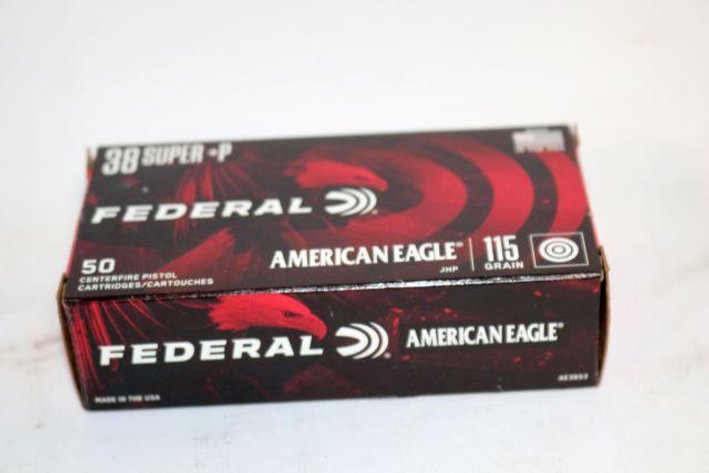 38 SUPER +P
FEDERAL
AMERICAN EAGLE®
JHP
115
GRAIN
50
CENTERFIRE PISTOL
CARTRIDGES/CARTOUCHES
FEDERAL
AMERICAN EAGLE®
MADE IN THE USA
AE38S3